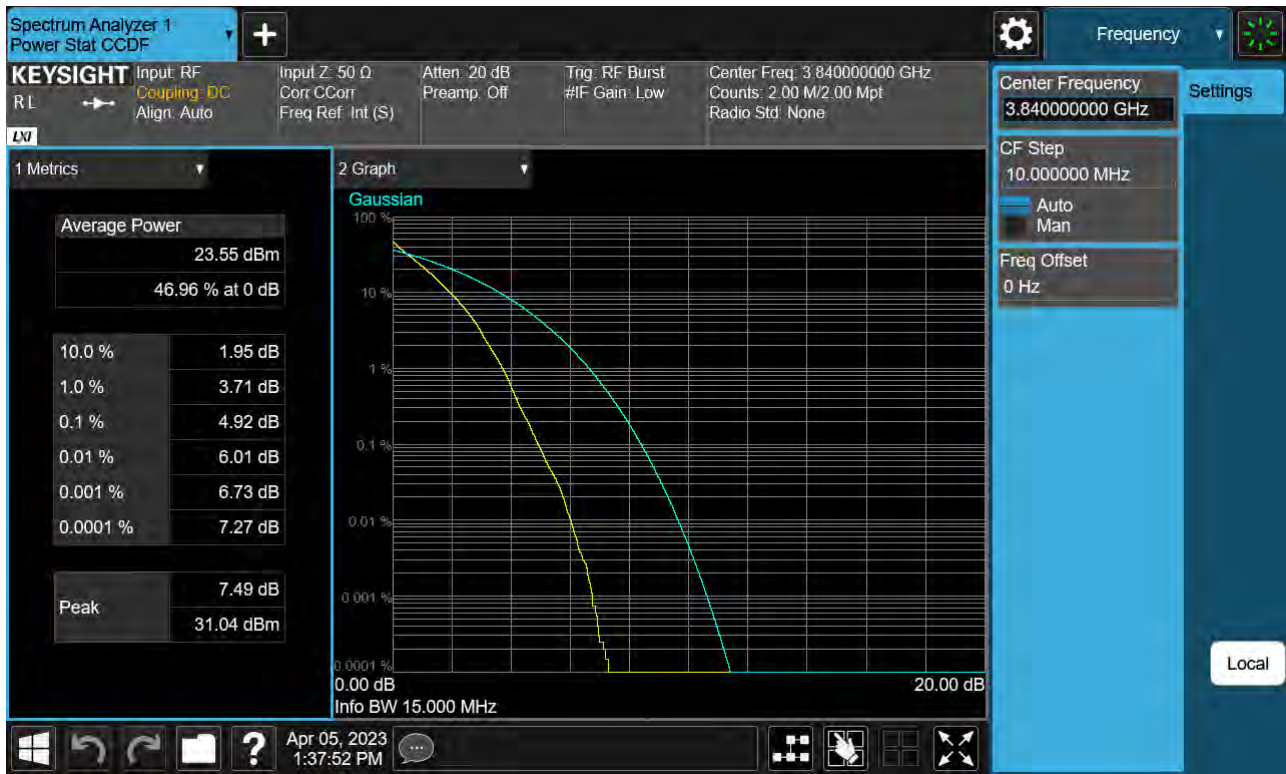 Spectrum Analyzer 1
Power Stat CCDF
Frequency
KEYSIGHT
RL
LXI
Input: RF
Coupling: DC
Align: Auto
Input Z: 50 Ω
Corr CCorr
Freq Ref: Int (S)
Atten: 20 dB
Preamp: Off
Trig: RF Burst
#IF Gain: Low
Center Freq: 3.840000000 GHz
Counts: 2.00 M/2.00 Mpt
Radio Std: None
Center Frequency
3.840000000 GHz
Settings
CF Step
10.000000 MHz
Auto
Man
Freq Offset
0 Hz
Local
1 Metrics
Average Power
23.55 dBm
46.96 % at 0 dB
10.0 % 1.95 dB
1.0 % 3.71 dB
0.1 % 4.92 dB
0.01 % 6.01 dB
0.001 % 6.73 dB
0.0001 % 7.27 dB
Peak
7.49 dB
31.04 dBm
2 Graph
Gaussian
100 %
10 %
1 %
0.1 %
0.01 %
0.001 %
0.0001 %
0.00 dB 20.00 dB
Info BW 15.000 MHz
Apr 05, 2023
1:37:52 PM